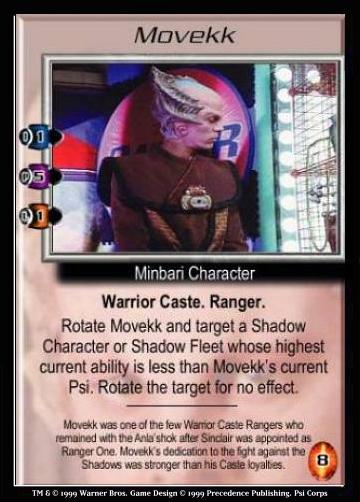 Movekk
1
5
1
Minbari Character
Warrior Caste. Ranger.
Rotate Movekk and target a Shadow
Character or Shadow Fleet whose highest
current ability is less than Movekk's current
Psi. Rotate the target for no effect.
Movekk was one of the few Warrior Caste Rangers who
remained with the Anla'shok after Sinclair was appointed as
Ranger One. Movekk's dedication to the fight against the
Shadows was stronger than his Caste loyalties.
8
TM & © 1999 Warner Bros. Game Design © 1999 Precedence Publishing. Psi Corps